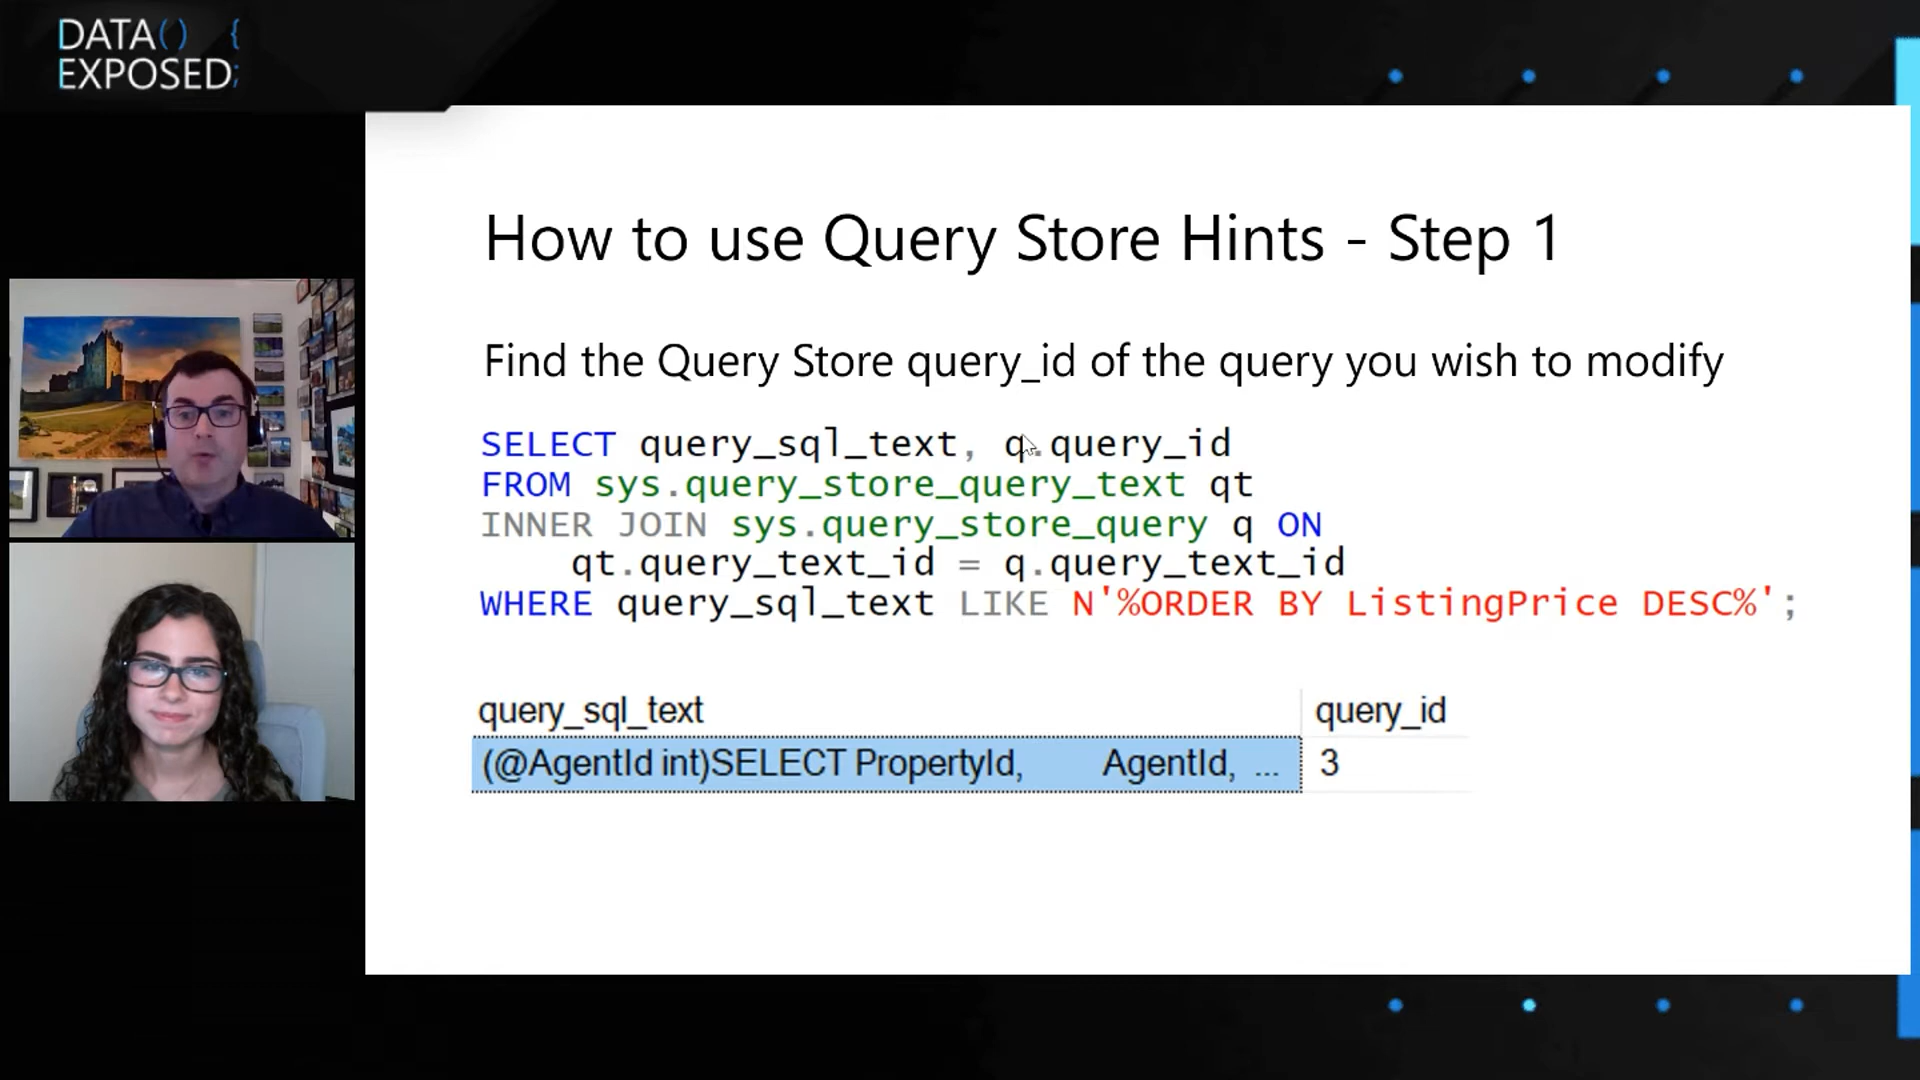 DATA() {
EXPOSED;
How to use Query Store Hints - Step 1
Find the Query Store query_id of the query you wish to modify
SELECT query_sql_text, q.query_id
FROM sys.query_store_query_text qt
INNER JOIN sys.query_store_query q ON
qt.query_text_id = q.query_text_id
WHERE query_sql_text LIKE N'%ORDER BY ListingPrice DESC%';
query_sql_text query_id
(@AgentId int)SELECT PropertyId, AgentId, ... 3